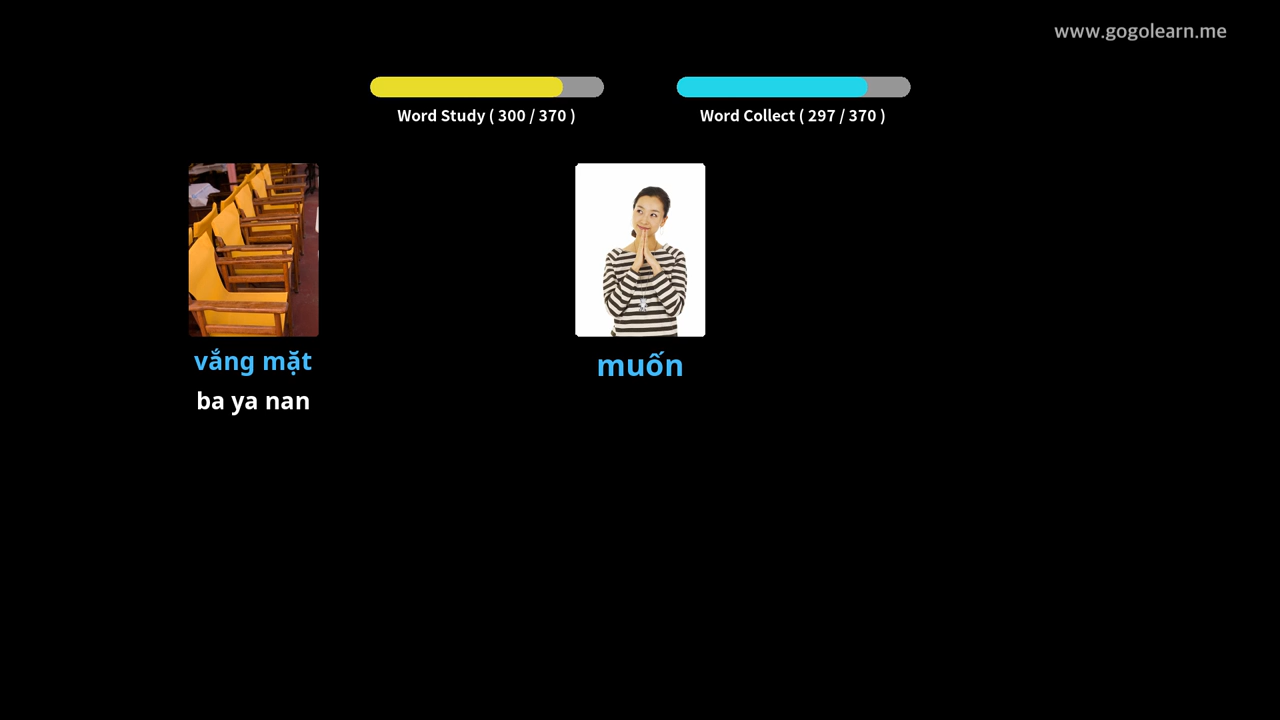 www.gogolearn.me
Word Study ( 300 / 370 )
Word Collect ( 297 / 370 )
vắng mặt
ba ya nan
muốn